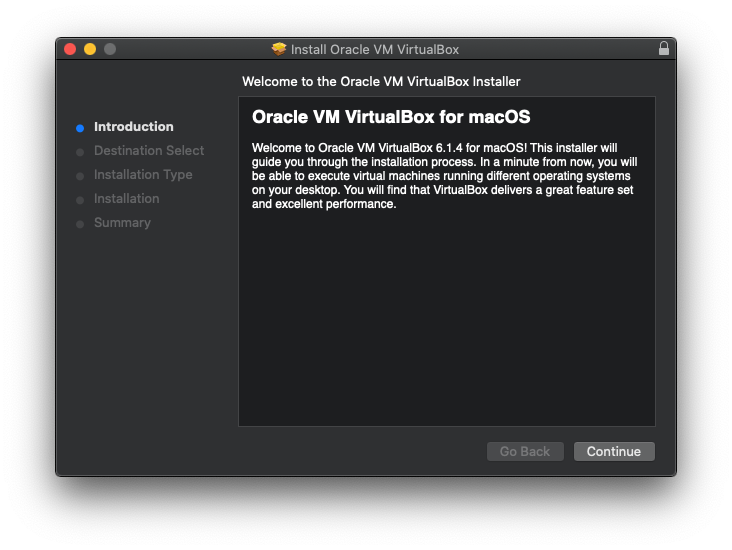 Install Oracle VM VirtualBox
Welcome to the Oracle VM VirtualBox Installer
Introduction
Destination Select
Installation Type
Installation
Summary
Oracle VM VirtualBox for macOS
Welcome to Oracle VM VirtualBox 6.1.4 for macOS! This installer will
guide you through the installation process. In a minute from now, you will
be able to execute virtual machines running different operating systems
on your desktop. You will find that VirtualBox delivers a great feature set
and excellent performance.
Go Back
Continue